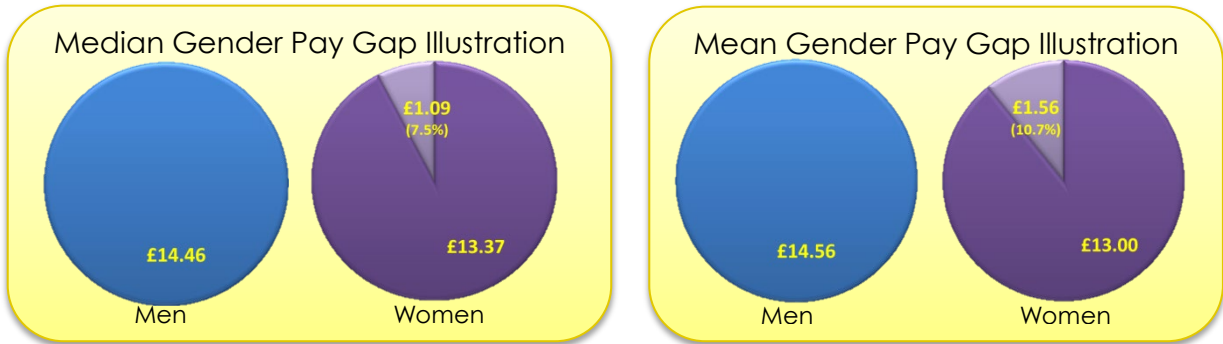 Median Gender Pay Gap Illustration
£1.09
(7.5%)
£14.46
£13.37
Men
Women
Mean Gender Pay Gap Illustration
£1.56
(10.7%)
£14.56
£13.00
Men
Women